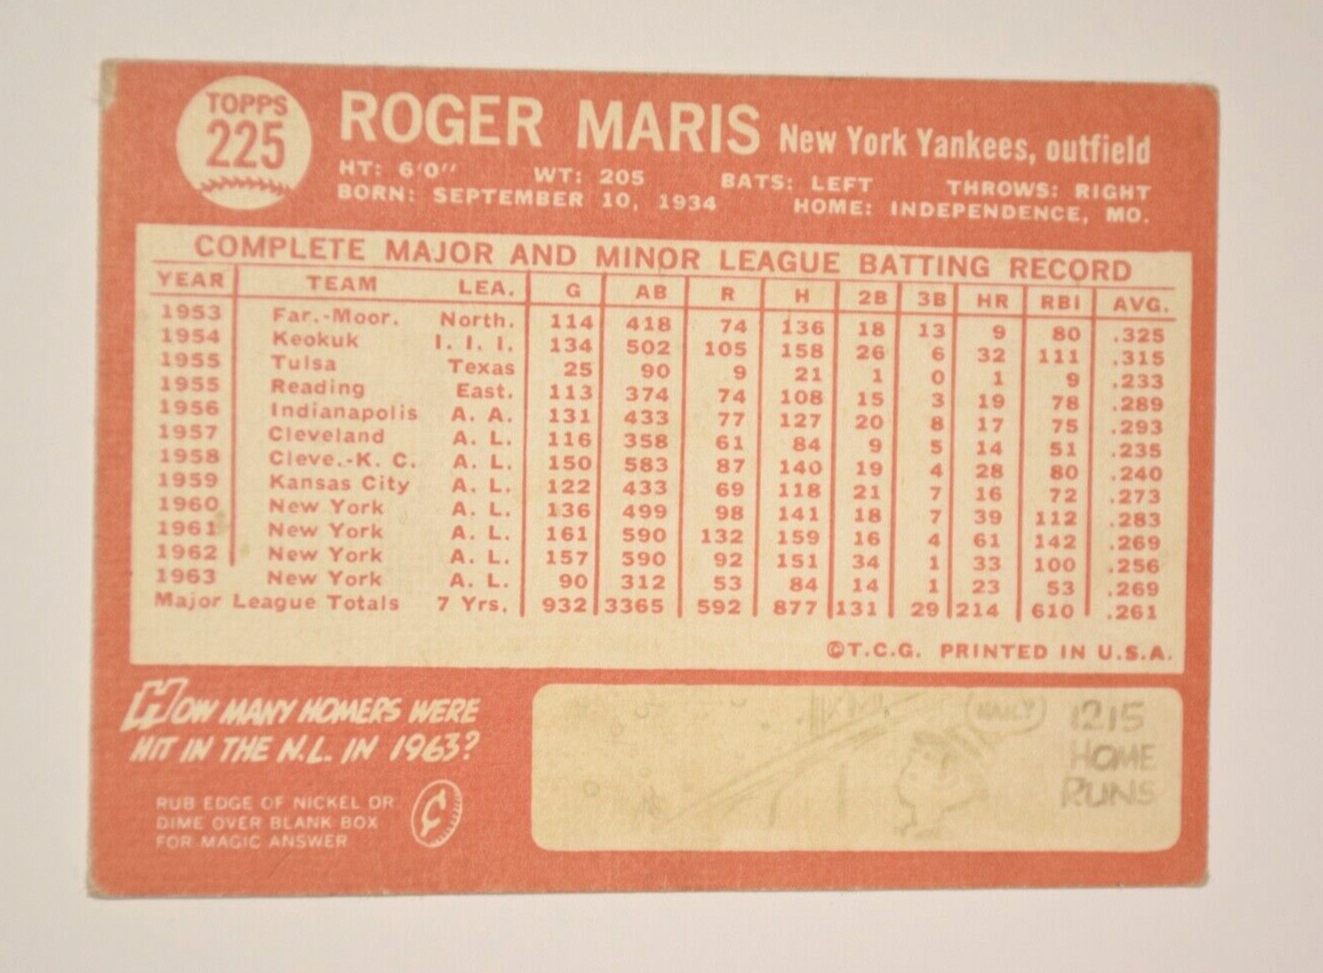 TOPPS
225
ROGER MARIS New York Yankees, outfield
HT: 6'0" WT: 205 BATS: LEFT THROWS: RIGHT
BORN: SEPTEMBER 10, 1934 HOME: INDEPENDENCE, MO.
COMPLETE MAJOR AND MINOR LEAGUE BATTING RECORD
YEAR TEAM LEA. G AB R H 2B 3B HR RBI AVG.
1953 Far.-Moor. North. 114 418 74 136 18 13 9 80 .325
1954 Keokuk I. I. I. 134 502 105 158 26 6 32 111 .315
1955 Tulsa Texas 25 90 9 21 1 0 1 9 .233
1955 Reading East. 113 374 74 108 15 3 19 78 .289
1956 Indianapolis A. A. 131 433 77 127 20 8 17 75 .293
1957 Cleveland A. L. 116 358 61 84 9 5 14 51 .235
1958 Cleve.-K. C. A. L. 150 583 87 140 19 4 28 80 .240
1959 Kansas City A. L. 122 433 69 118 21 7 16 72 .273
1960 New York A. L. 136 499 98 141 18 7 39 112 .283
1961 New York A. L. 161 590 132 159 16 4 61 142 .269
1962 New York A. L. 157 590 92 151 34 1 33 100 .256
1963 New York A. L. 90 312 53 84 14 1 23 53 .269
Major League Totals 7 Yrs. 932 3365 592 877 131 29 214 610 .261
©T.C.G. PRINTED IN U.S.A.
HOW MANY HOMERS WERE
HIT IN THE N.L. IN 1963?
RUB EDGE OF NICKEL OR
DIME OVER BLANK BOX
FOR MAGIC ANSWER
¢
1215
HOME
RUNS